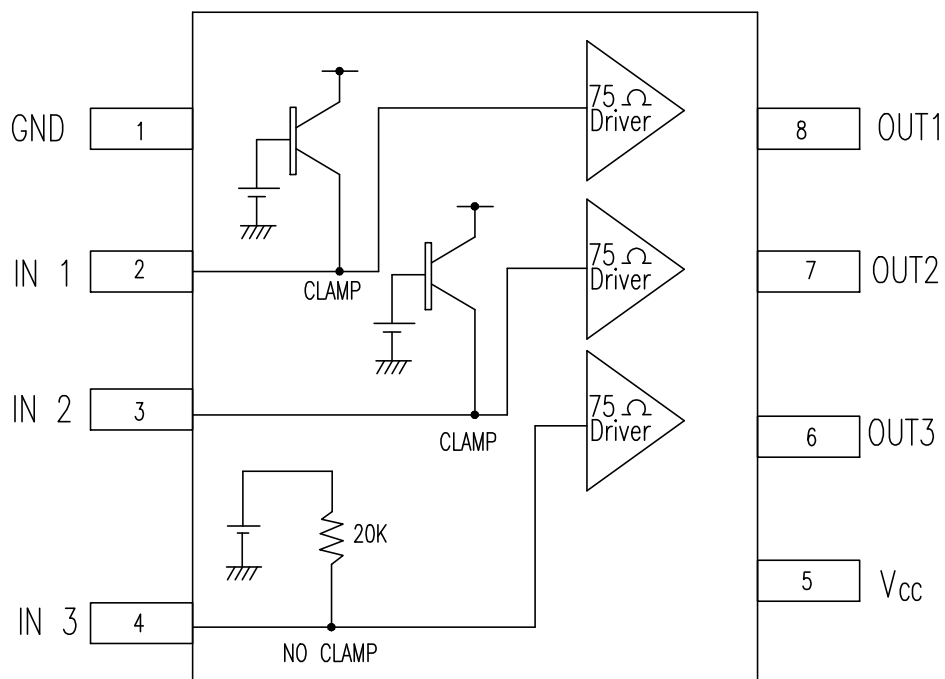 GND
1
75 Ω
Driver
8
OUT1
IN 1
2
CLAMP
75 Ω
Driver
7
OUT2
IN 2
3
CLAMP
75 Ω
Driver
6
OUT3
20K
5
VCC
IN 3
4
NO CLAMP